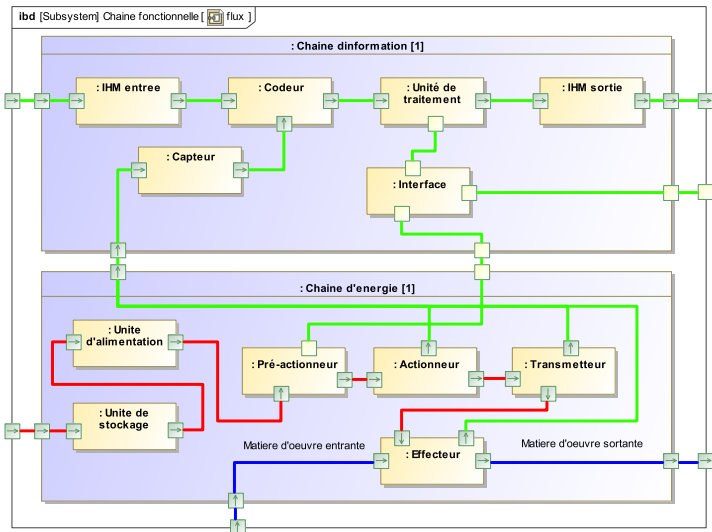 ibd [Subsystem] Chaine fonctionnelle [ flux ]
: Chaine dinformation [1]
: IHM entree
: Codeur
: Unité de
traitement
: IHM sortie
: Capteur
: Interface
: Chaine d'energie [1]
: Unite
d'alimentation
: Pré-actionneur
: Actionneur
: Transmetteur
: Unite de
stockage
Matiere d'oeuvre entrante
: Effecteur
Matiere d'oeuvre sortante